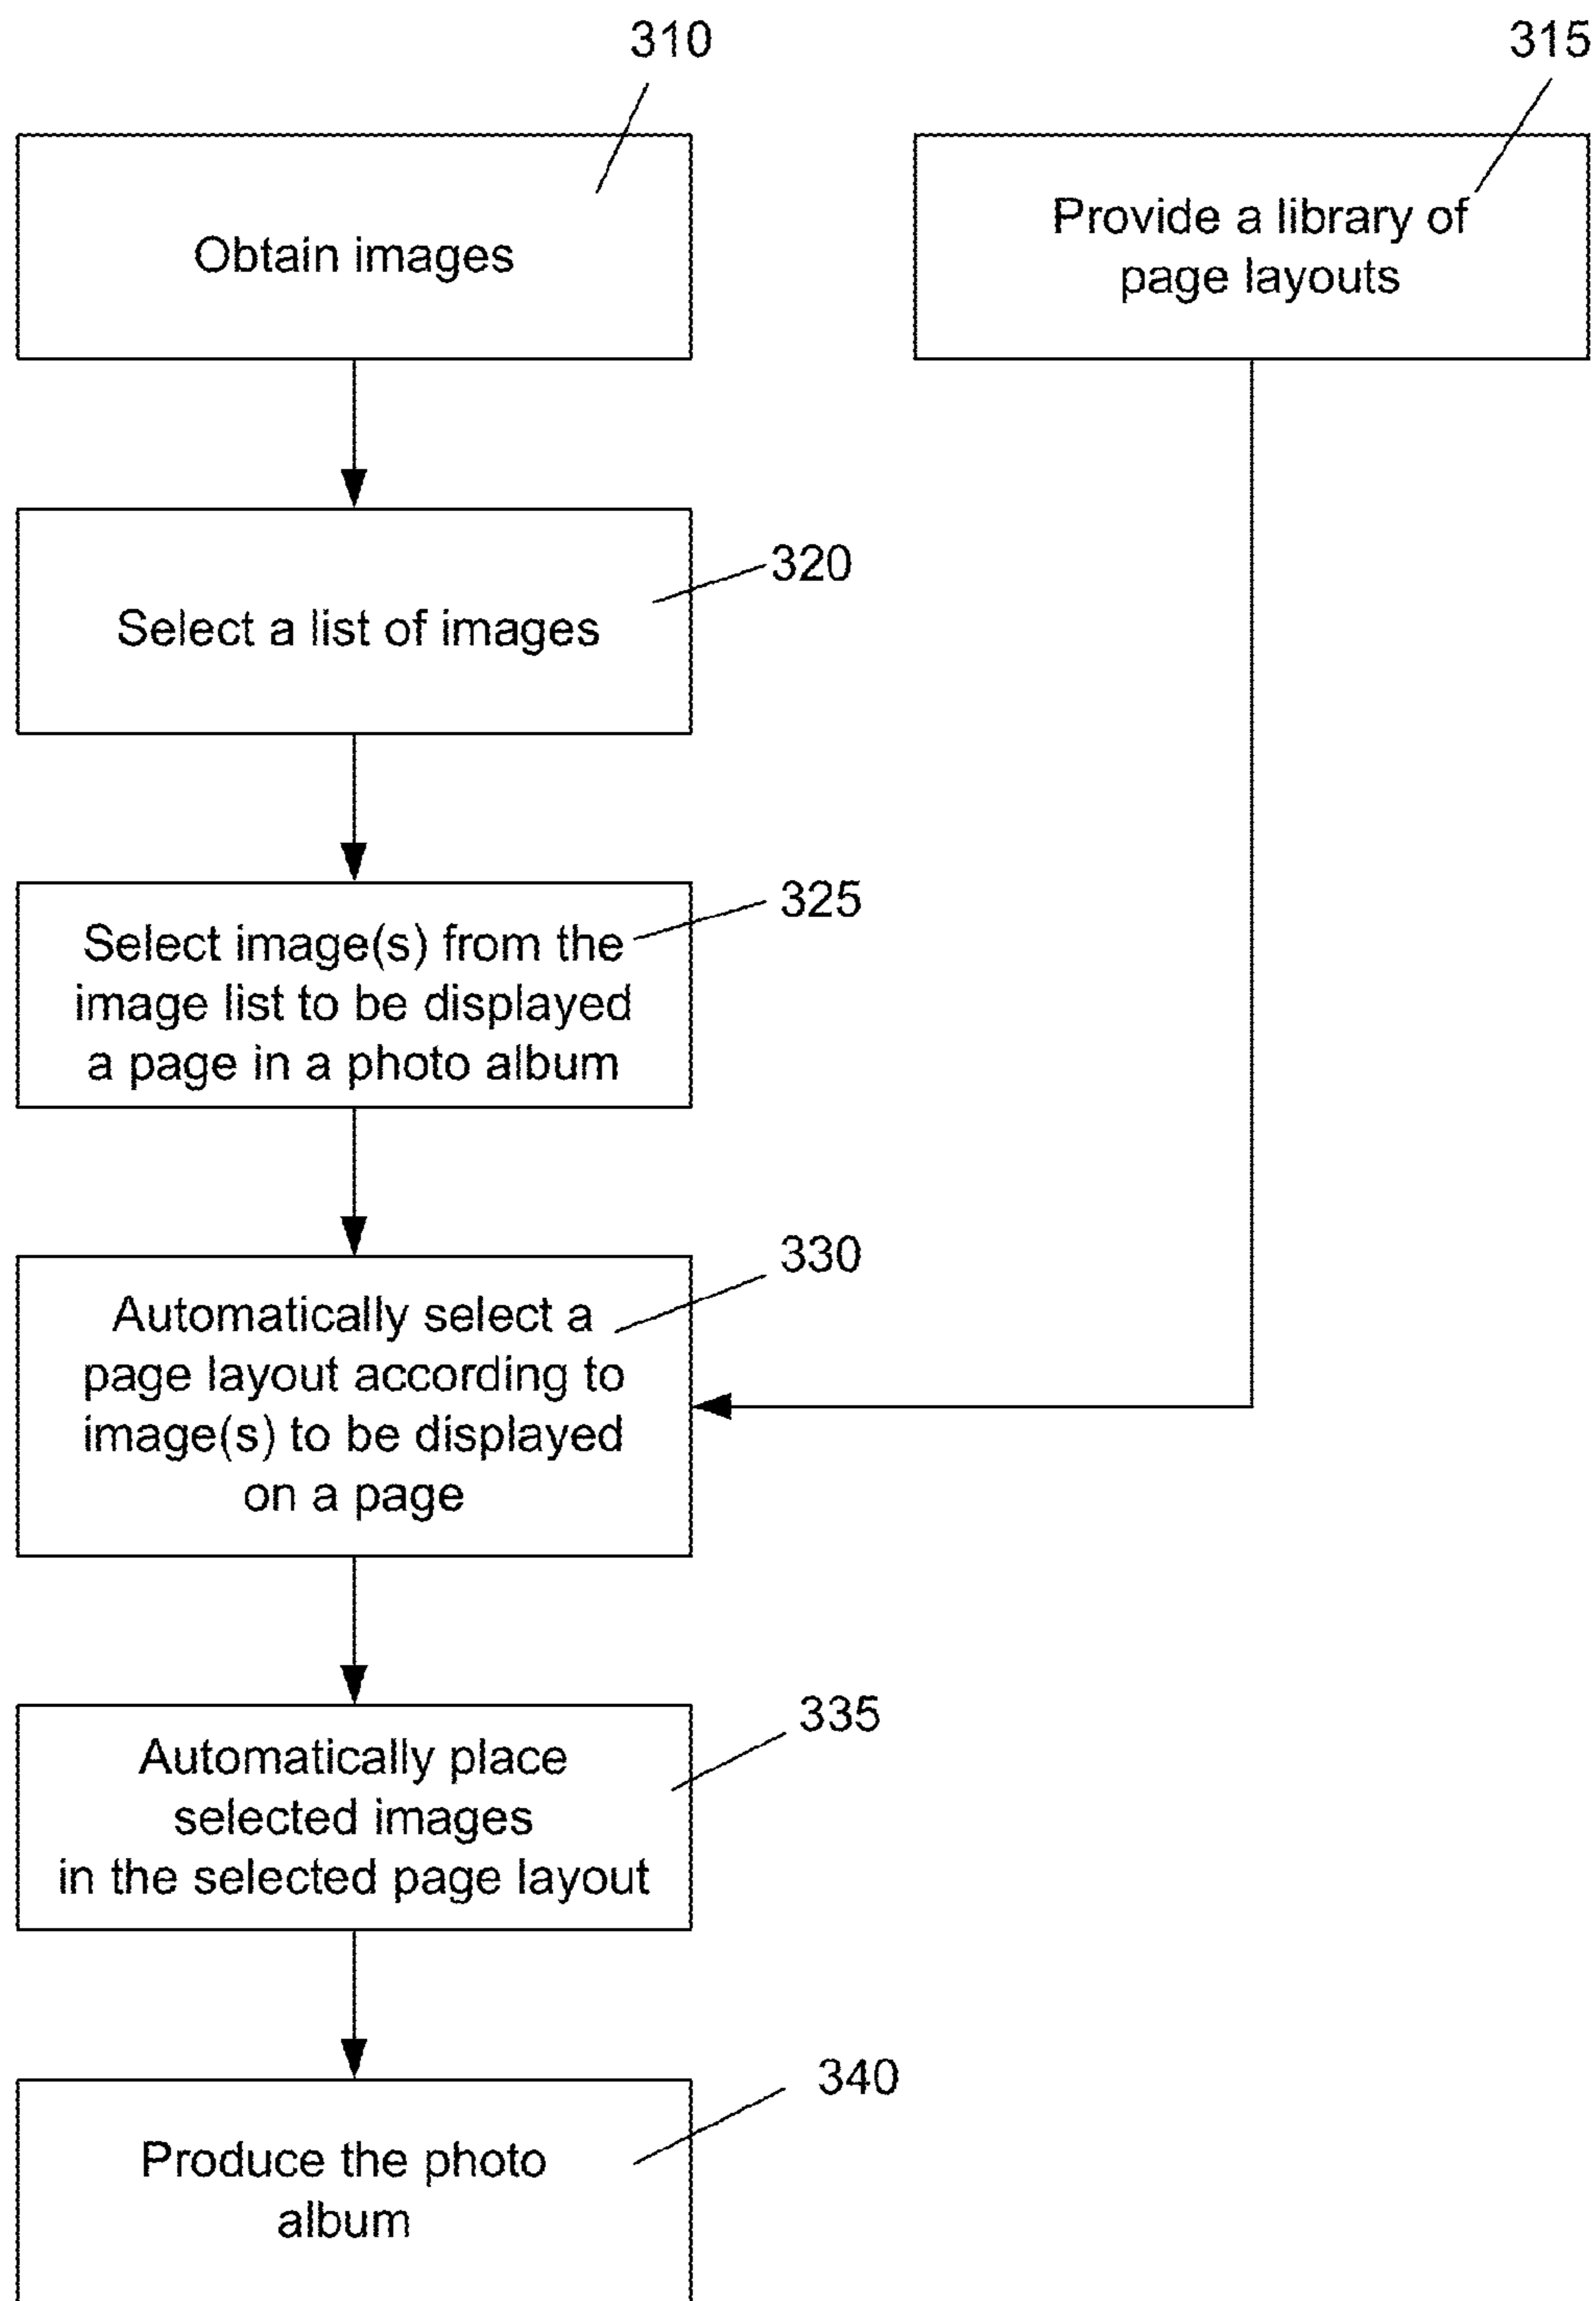 310
315
Obtain images
Provide a library of
page layouts
320
Select a list of images
325
Select image(s) from the
image list to be displayed
a page in a photo album
330
Automatically select a
page layout according to
image(s) to be displayed
on a page
335
Automatically place
selected images
in the selected page layout
340
Produce the photo
album